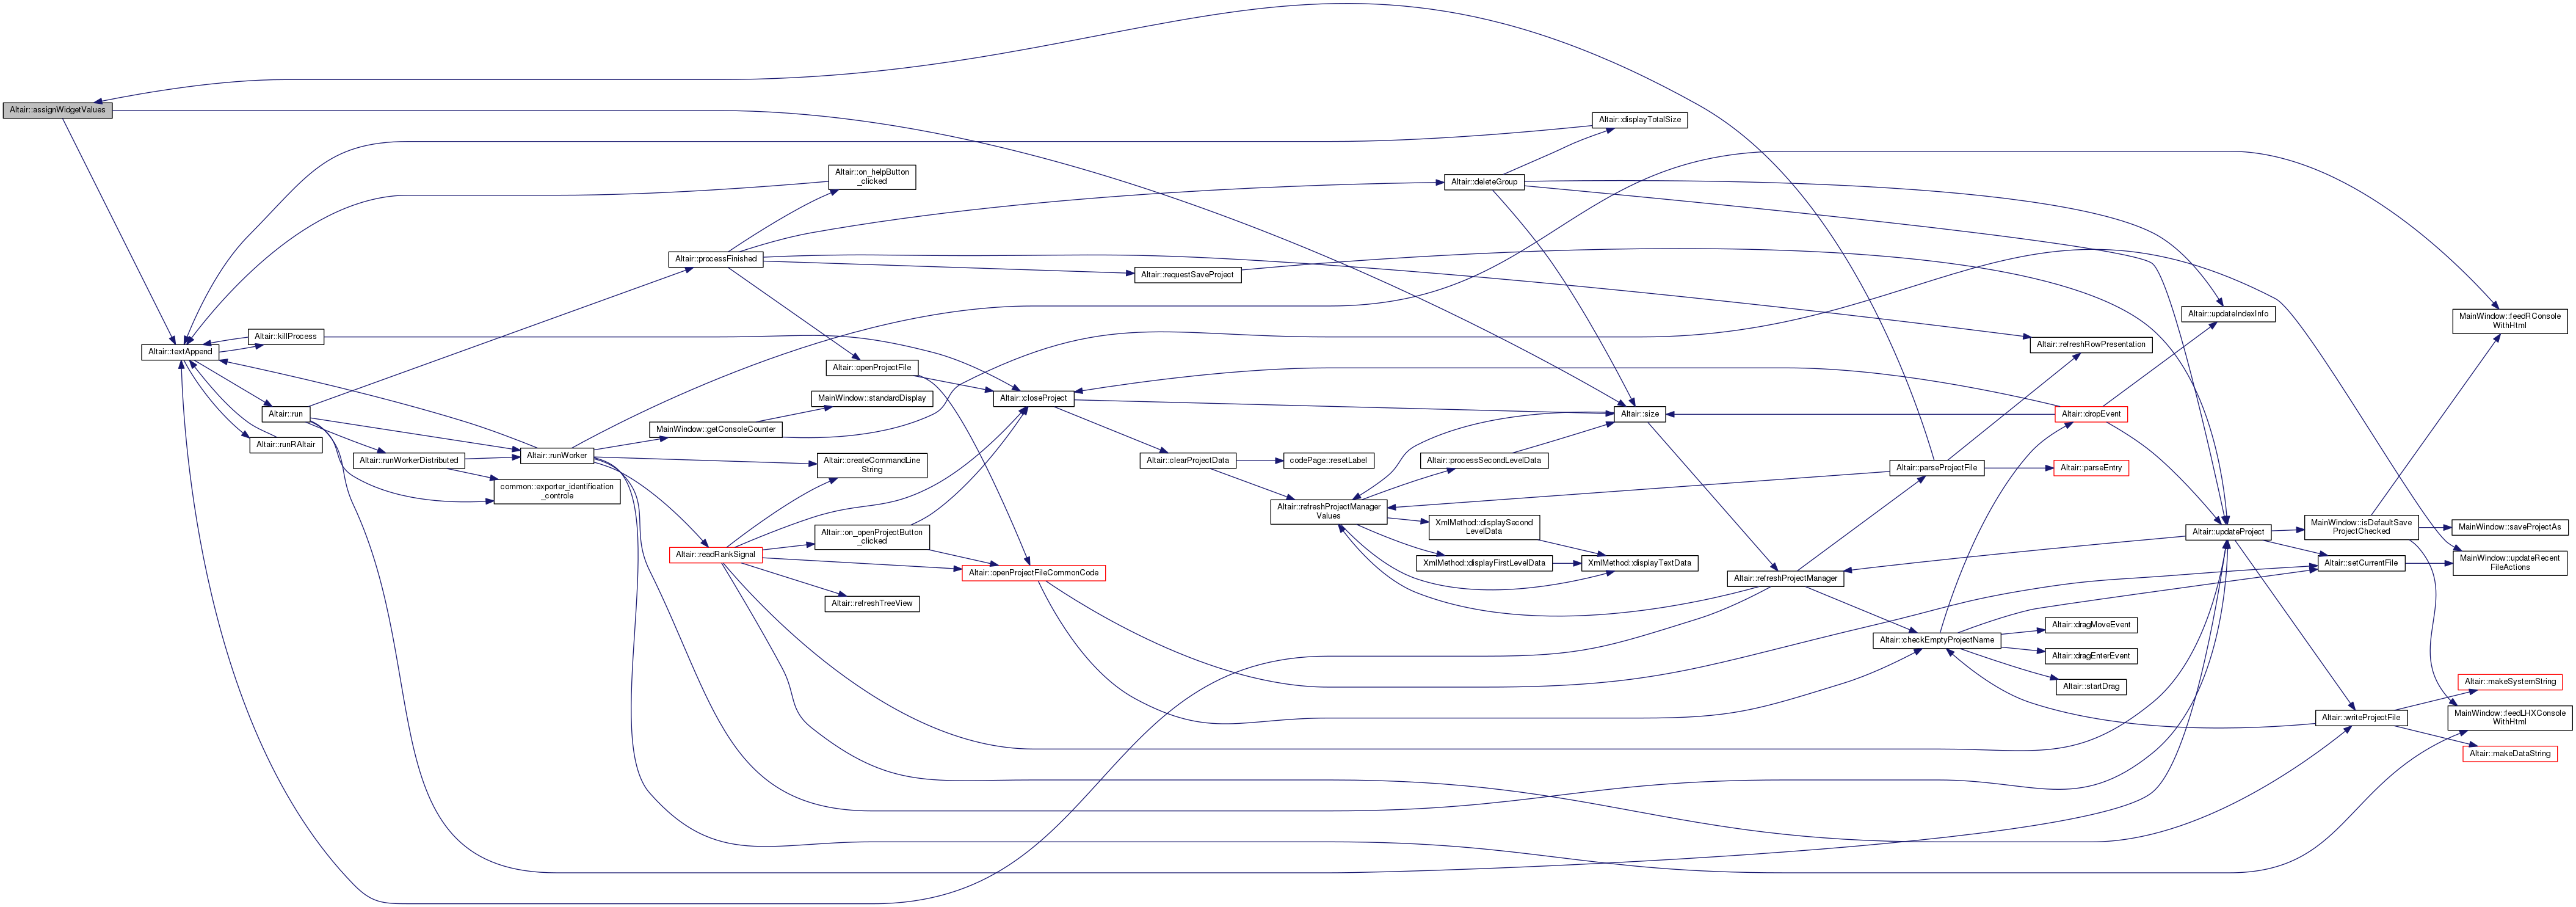 Altair::assignWidgetValues
Altair::textAppend
Altair::killProcess
Altair::run
Altair::runRAltair
Altair::runWorkerDistributed
common::exporter_identification
_controle
Altair::runWorker
Altair::processFinished
MainWindow::getConsoleCounter
Altair::readRankSignal
Altair::on_helpButton
_clicked
Altair::openProjectFile
MainWindow::standardDisplay
Altair::createCommandLine
String
Altair::on_openProjectButton
_clicked
Altair::refreshTreeView
Altair::closeProject
Altair::openProjectFileCommonCode
Altair::requestSaveProject
Altair::clearProjectData
codePage::resetLabel
Altair::refreshProjectManager
Values
Altair::deleteGroup
Altair::processSecondLevelData
XmlMethod::displaySecond
LevelData
XmlMethod::displayFirstLevelData
Altair::displayTotalSize
Altair::size
XmlMethod::displayTextData
Altair::refreshProjectManager
Altair::parseProjectFile
Altair::checkEmptyProjectName
Altair::refreshRowPresentation
Altair::dropEvent
Altair::parseEntry
Altair::dragMoveEvent
Altair::dragEnterEvent
Altair::startDrag
Altair::updateIndexInfo
Altair::updateProject
MainWindow::isDefaultSave
ProjectChecked
Altair::setCurrentFile
Altair::writeProjectFile
MainWindow::feedRConsole
WithHtml
MainWindow::saveProjectAs
MainWindow::updateRecent
FileActions
Altair::makeSystemString
MainWindow::feedLHXConsole
WithHtml
Altair::makeDataString